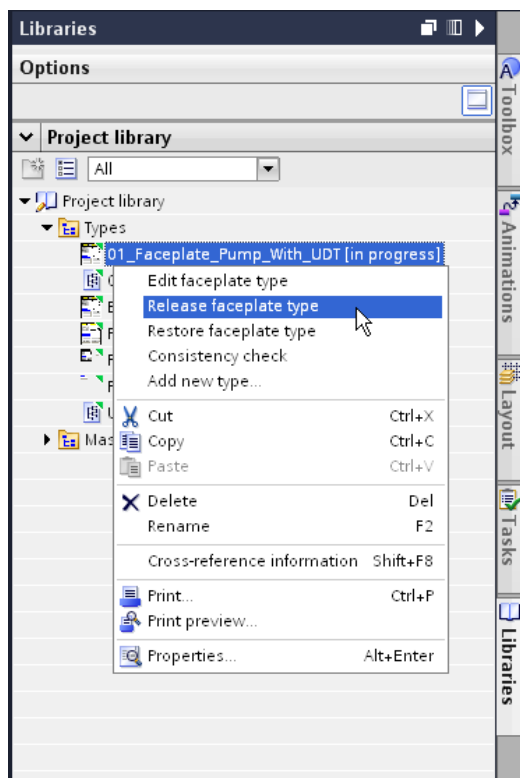 Libraries
Options
Project library
All
Project library
Types
01_Faceplate_Pump_With_UDT [in progress]
Edit faceplate type
Release faceplate type
Restore faceplate type
Consistency check
Add new type...
Cut Ctrl+X
Copy Ctrl+C
Paste Ctrl+V
Delete Del
Rename F2
Cross-reference information Shift+F8
Print... Ctrl+P
Print preview...
Properties... Alt+Enter
Toolbox
Animations
Layout
Tasks
Libraries